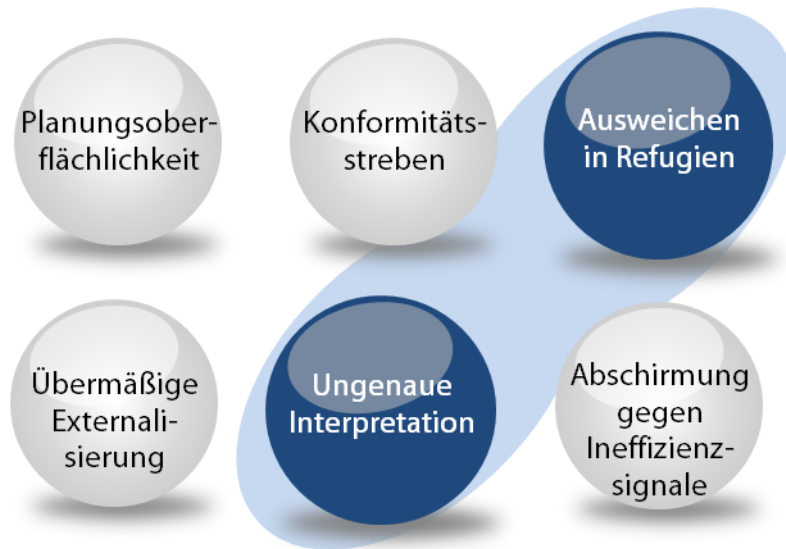 Planungsober-
flächlichkeit
Konformitäts-
streben
Ausweichen
in Refugien
Übermäßige
Externali-
sierung
Ungenaue
Interpretation
Abschirmung
gegen
Ineffizienz-
signale